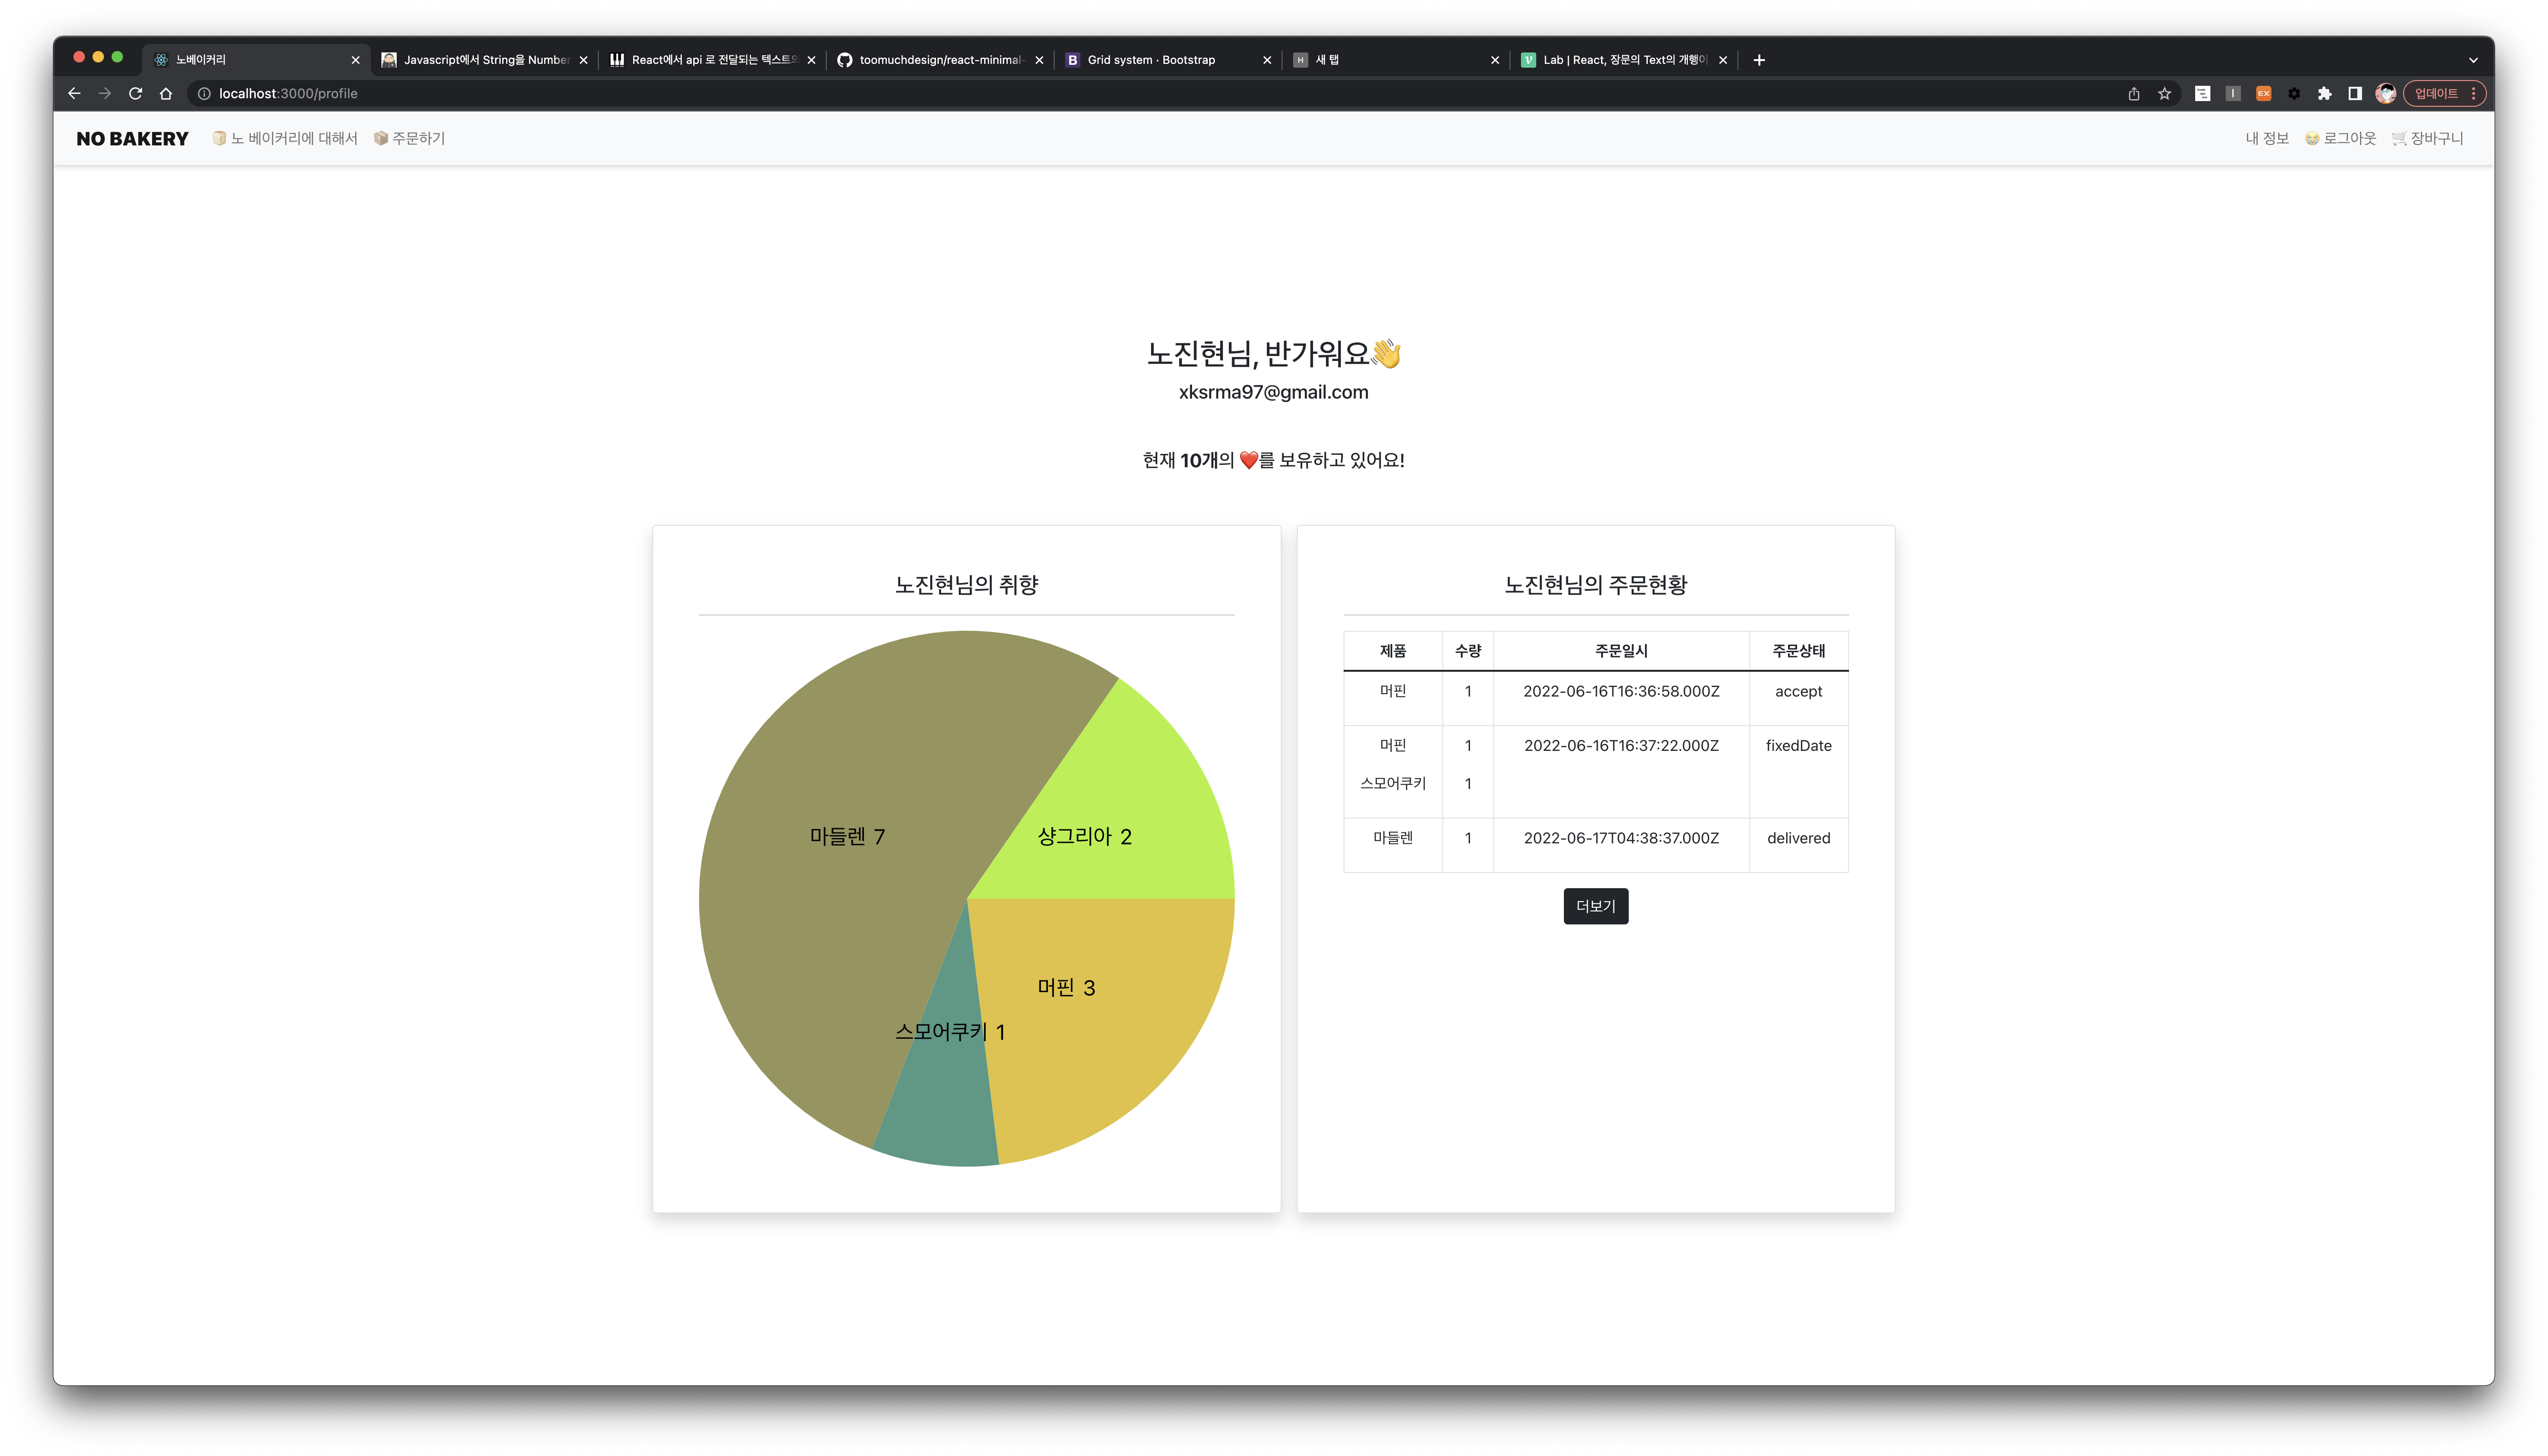 노베이커리
Javascript에서 String을 Number
React에서 api 로 전달되는 텍스트의
toomuchdesign/react-minimal-
Grid system · Bootstrap
새 탭
Lab | React, 장문의 Text의 개행이
localhost:3000/profile
업데이트
NO BAKERY
🍞 노 베이커리에 대해서
📦 주문하기
내 정보
😭 로그아웃
🛒 장바구니
노진현님, 반가워요👋
xksrma97@gmail.com
현재 10개의 ❤️를 보유하고 있어요!
노진현님의 취향
마들렌 7
샹그리아 2
머핀 3
스모어쿠키 1
노진현님의 주문현황
제품 수량 주문일시 주문상태
머핀 1 2022-06-16T16:36:58.000Z accept
머핀 1 2022-06-16T16:37:22.000Z fixedDate
스모어쿠키 1
마들렌 1 2022-06-17T04:38:37.000Z delivered
더보기